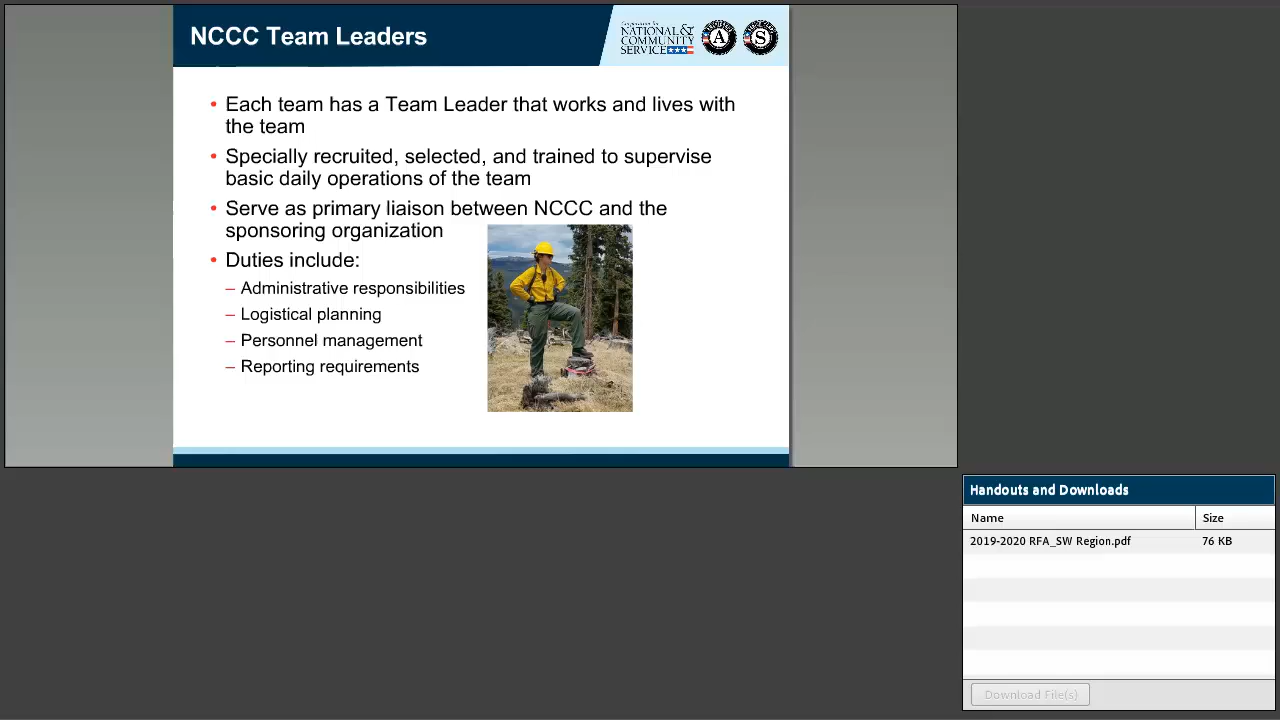 NCCC Team Leaders
Corporation for
NATIONAL &
COMMUNITY
SERVICE
A
S
• Each team has a Team Leader that works and lives with
the team
• Specially recruited, selected, and trained to supervise
basic daily operations of the team
• Serve as primary liaison between NCCC and the
sponsoring organization
• Duties include:
– Administrative responsibilities
– Logistical planning
– Personnel management
– Reporting requirements
Handouts and Downloads
Name Size
2019-2020 RFA_SW Region.pdf 76 KB
Download File(s)